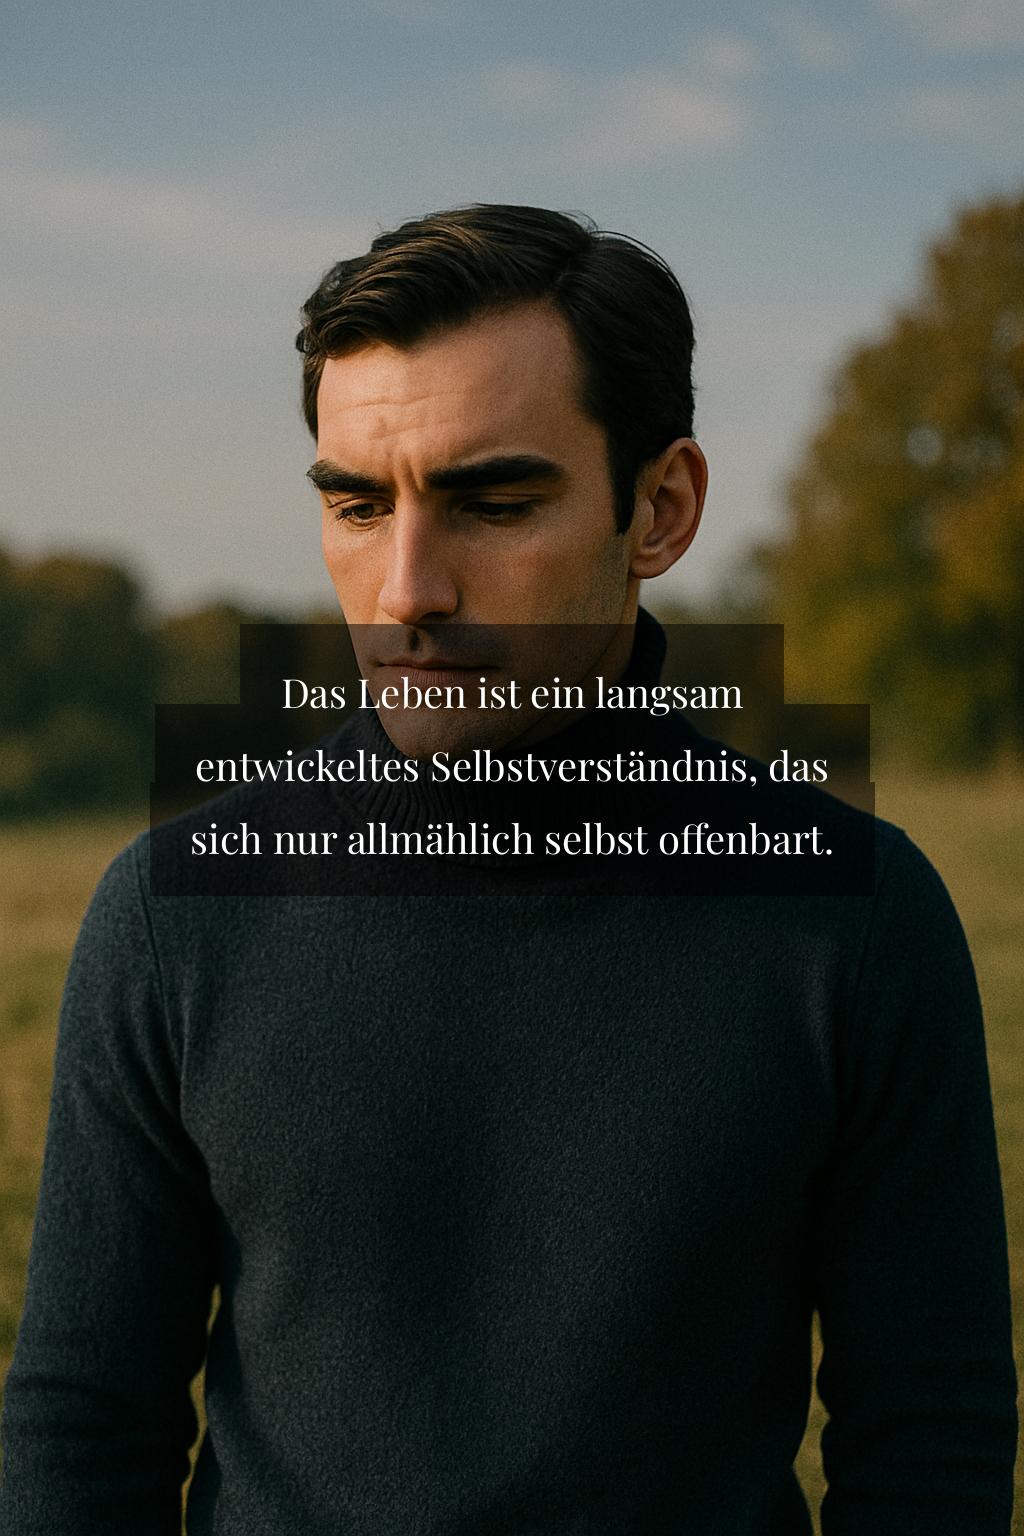 Das Leben ist ein langsam
entwickeltes Selbstverständnis, das
sich nur allmählich selbst offenbart.